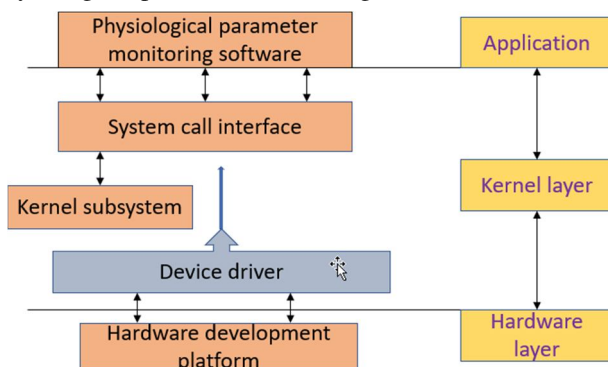 Physiological parameter
monitoring software
Application
System call interface
Kernel subsystem
Kernel layer
Device driver
Hardware development
platform
Hardware
layer